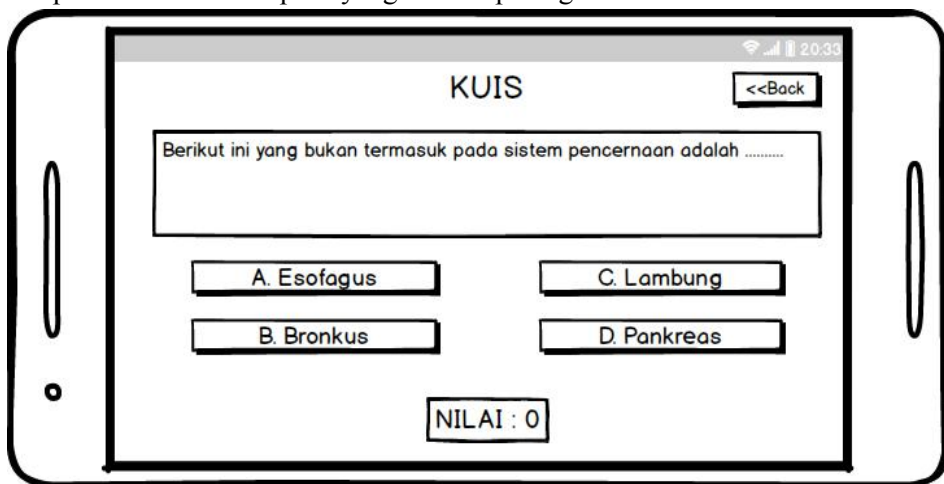 20:33
KUIS
<<Back
Berikut ini yang bukan termasuk pada sistem pencernaan adalah ..........
A. Esofagus
C. Lambung
B. Bronkus
D. Pankreas
NILAI : 0